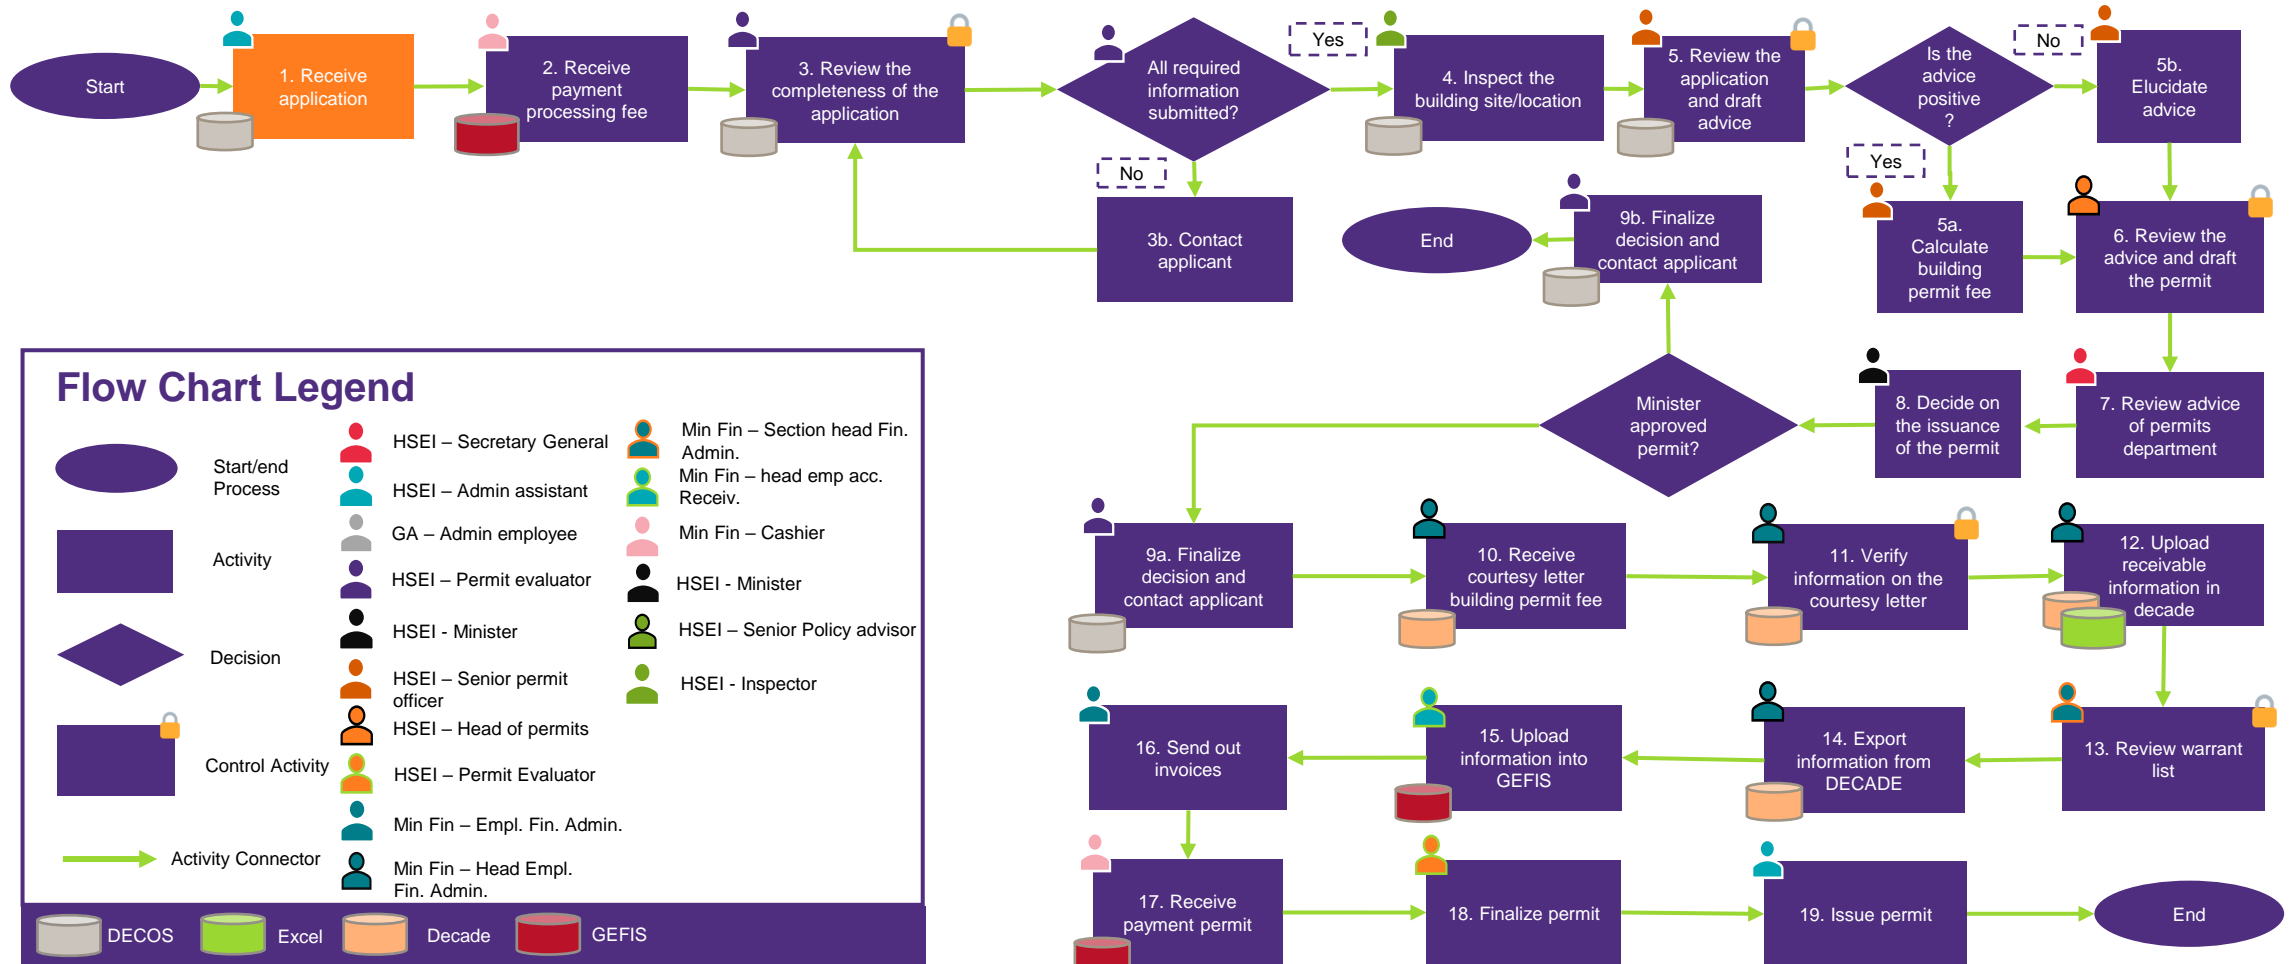 Start
1. Receive
application
2. Receive
payment
processing fee
3. Review the
completeness of the
application
All required
information
submitted?
Yes
4. Inspect the
building site/location
5. Review the
application
and draft
advice
Is the
advice
positive
?
No
5b.
Elucidate
advice
No
3b. Contact
applicant
Yes
5a.
Calculate
building
permit fee
6. Review the
advice and draft
the permit
End
9b. Finalize
decision and
contact applicant
Minister
approved
permit?
8. Decide on
the issuance
of the permit
7. Review advice
of permits
department
9a. Finalize
decision and
contact applicant
10. Receive
courtesy letter
building permit fee
11. Verify
information on the
courtesy letter
12. Upload
receivable
information in
decade
16. Send out
invoices
15. Upload
information into
GEFIS
14. Export
information from
DECADE
13. Review warrant
list
17. Receive
payment permit
18. Finalize permit
19. Issue permit
End
Flow Chart Legend
Start/end
Process
Activity
Decision
Control Activity
Activity Connector
HSEI – Secretary General
HSEI – Admin assistant
GA – Admin employee
HSEI – Permit evaluator
HSEI - Minister
HSEI – Senior permit
officer
HSEI – Head of permits
HSEI – Permit Evaluator
Min Fin – Empl. Fin. Admin.
Min Fin – Head Empl.
Fin. Admin.
Min Fin – Section head Fin.
Admin.
Min Fin – head emp acc.
Receiv.
Min Fin – Cashier
HSEI - Minister
HSEI – Senior Policy advisor
HSEI - Inspector
DECOS
Excel
Decade
GEFIS